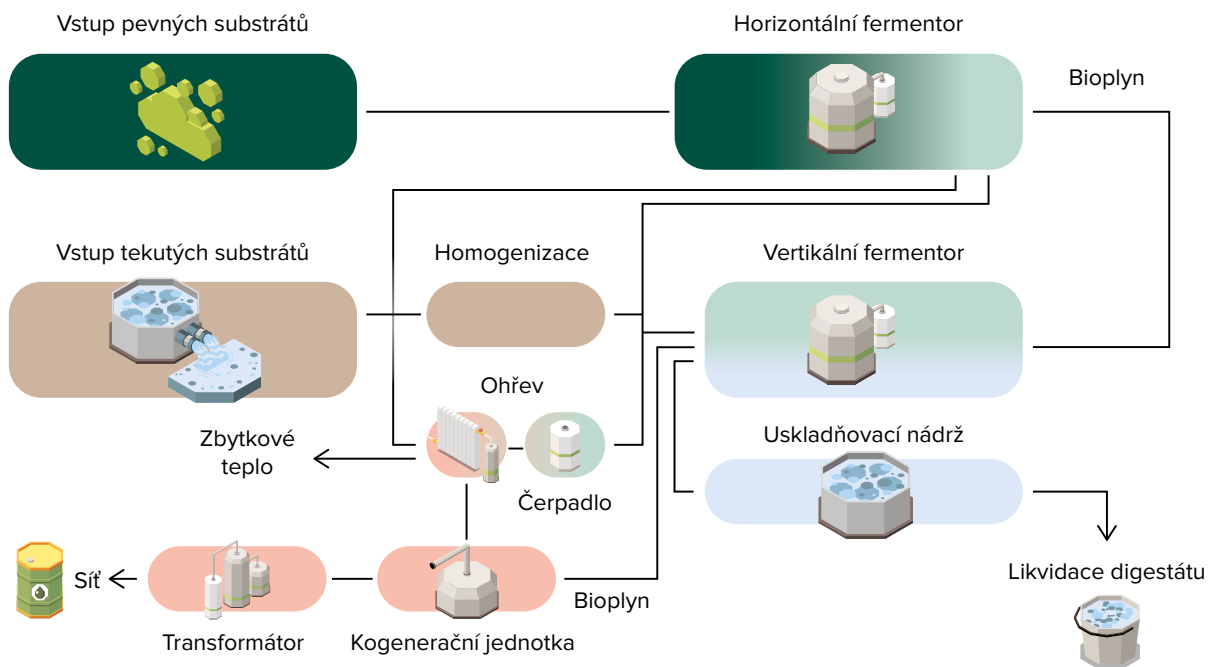 Vstup pevných substrátů
Horizontální fermentor
Bioplyn
Vstup tekutých substrátů
Homogenizace
Vertikální fermentor
Ohřev
Zbytkové
teplo
Čerpadlo
Uskladňovací nádrž
Síť
Transformátor
Kogenerační jednotka
Bioplyn
Likvidace digestátu